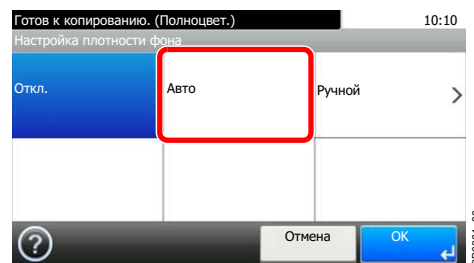 Готов к копированию. (Полноцвет.) 10:10
Настройка плотности фона
Откл. Авто Ручной >
? Отмена OK